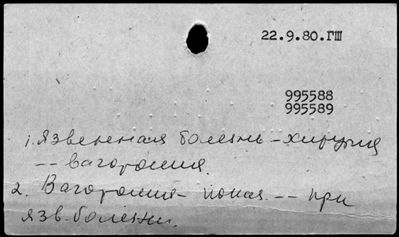 22.9.80.ГШ
995588
995589
1. Язвенная болезнь – хирургия
-- ваготомия.
2. Ваготомия – показ. -- при
язв. болезни.